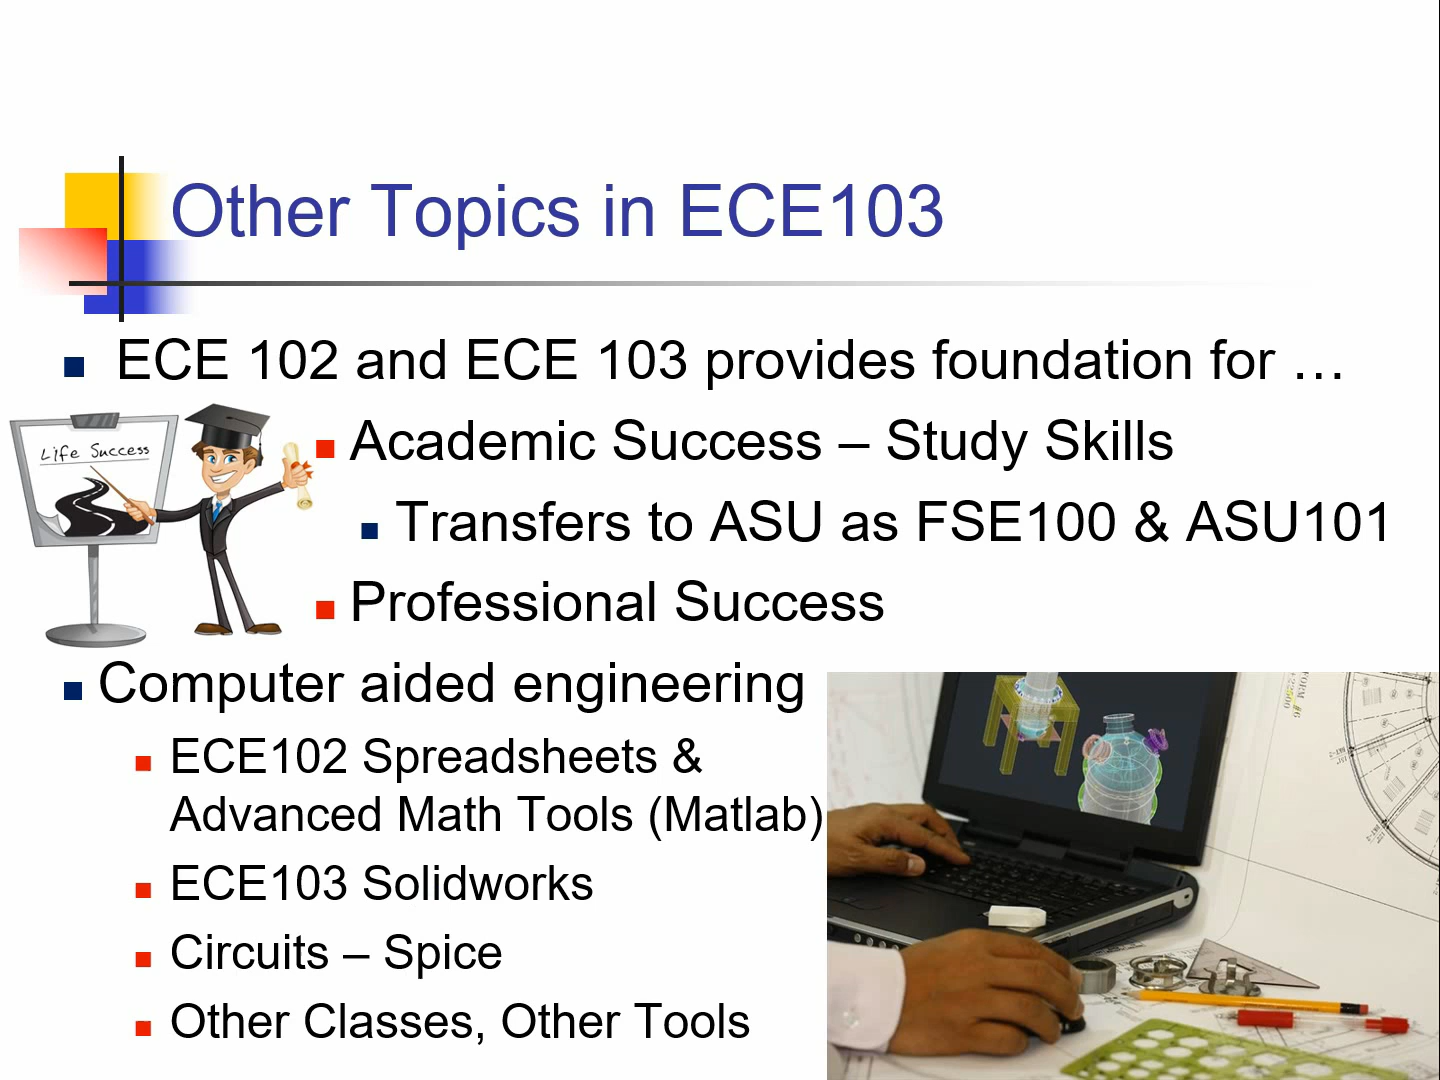 Other Topics in ECE103
ECE 102 and ECE 103 provides foundation for …
Life Success
Academic Success – Study Skills
Transfers to ASU as FSE100 & ASU101
Professional Success
Computer aided engineering
ECE102 Spreadsheets &
Advanced Math Tools (Matlab)
ECE103 Solidworks
Circuits – Spice
Other Classes, Other Tools